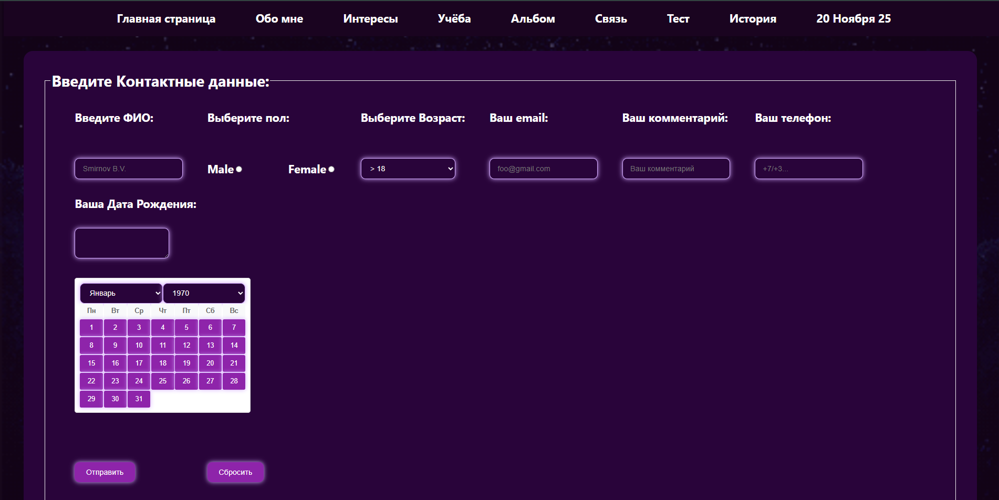 Главная страница Обо мне Интересы Учёба Альбом Связь Тест История 20 Ноября 25
Введите Контактные данные:
Введите ФИО: Выберите пол: Выберите Возраст: Ваш email: Ваш комментарий: Ваш телефон:
Smirnov B.V. Male Female > 18 foo@gmail.com Ваш комментарий +7/+3...
Ваша Дата Рождения:
Январь 1970
Пн Вт Ср Чт Пт Сб Вс
1 2 3 4 5 6 7
8 9 10 11 12 13 14
15 16 17 18 19 20 21
22 23 24 25 26 27 28
29 30 31
Отправить Сбросить